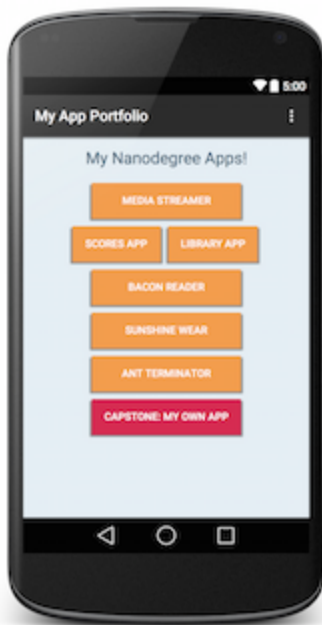 5:00
My App Portfolio
My Nanodegree Apps!
MEDIA STREAMER
SCORES APP LIBRARY APP
BACON READER
SUNSHINE WEAR
ANT TERMINATOR
CAPSTONE: MY OWN APP